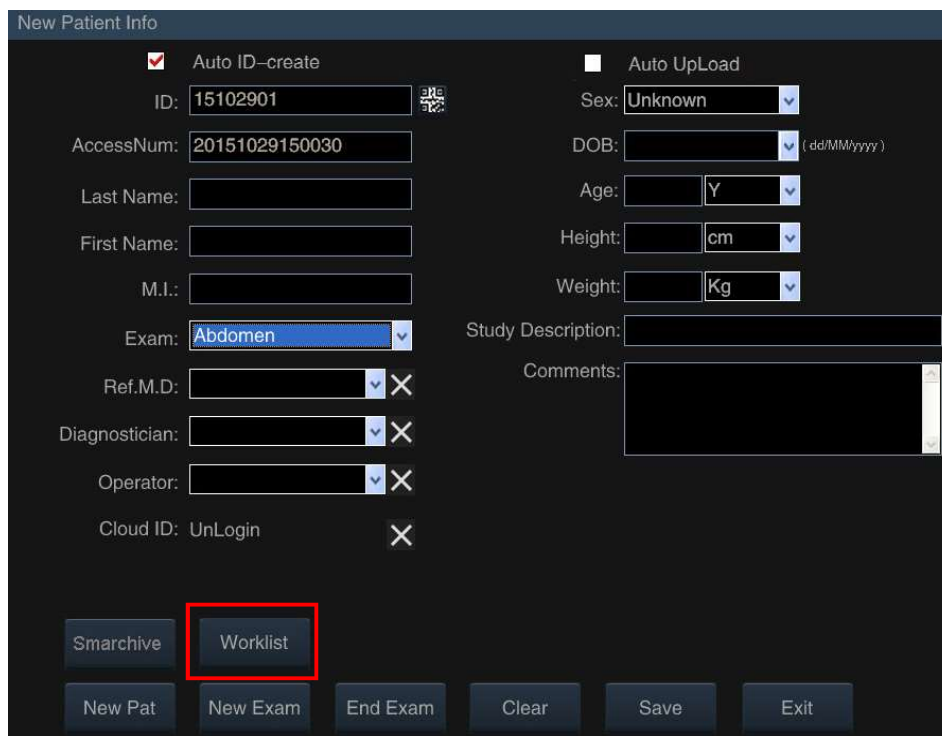 New Patient Info
Auto ID-create
Auto UpLoad
ID: 15102901
Sex: Unknown
AccessNum: 20151029150030
DOB: ( dd/MM/yyyy )
Last Name:
Age: Y
First Name:
Height: cm
M.I.:
Weight: Kg
Exam: Abdomen
Study Description:
Ref.M.D:
Comments:
Diagnostician:
Operator:
Cloud ID: UnLogin
Smarchive Worklist
New Pat New Exam End Exam Clear Save Exit